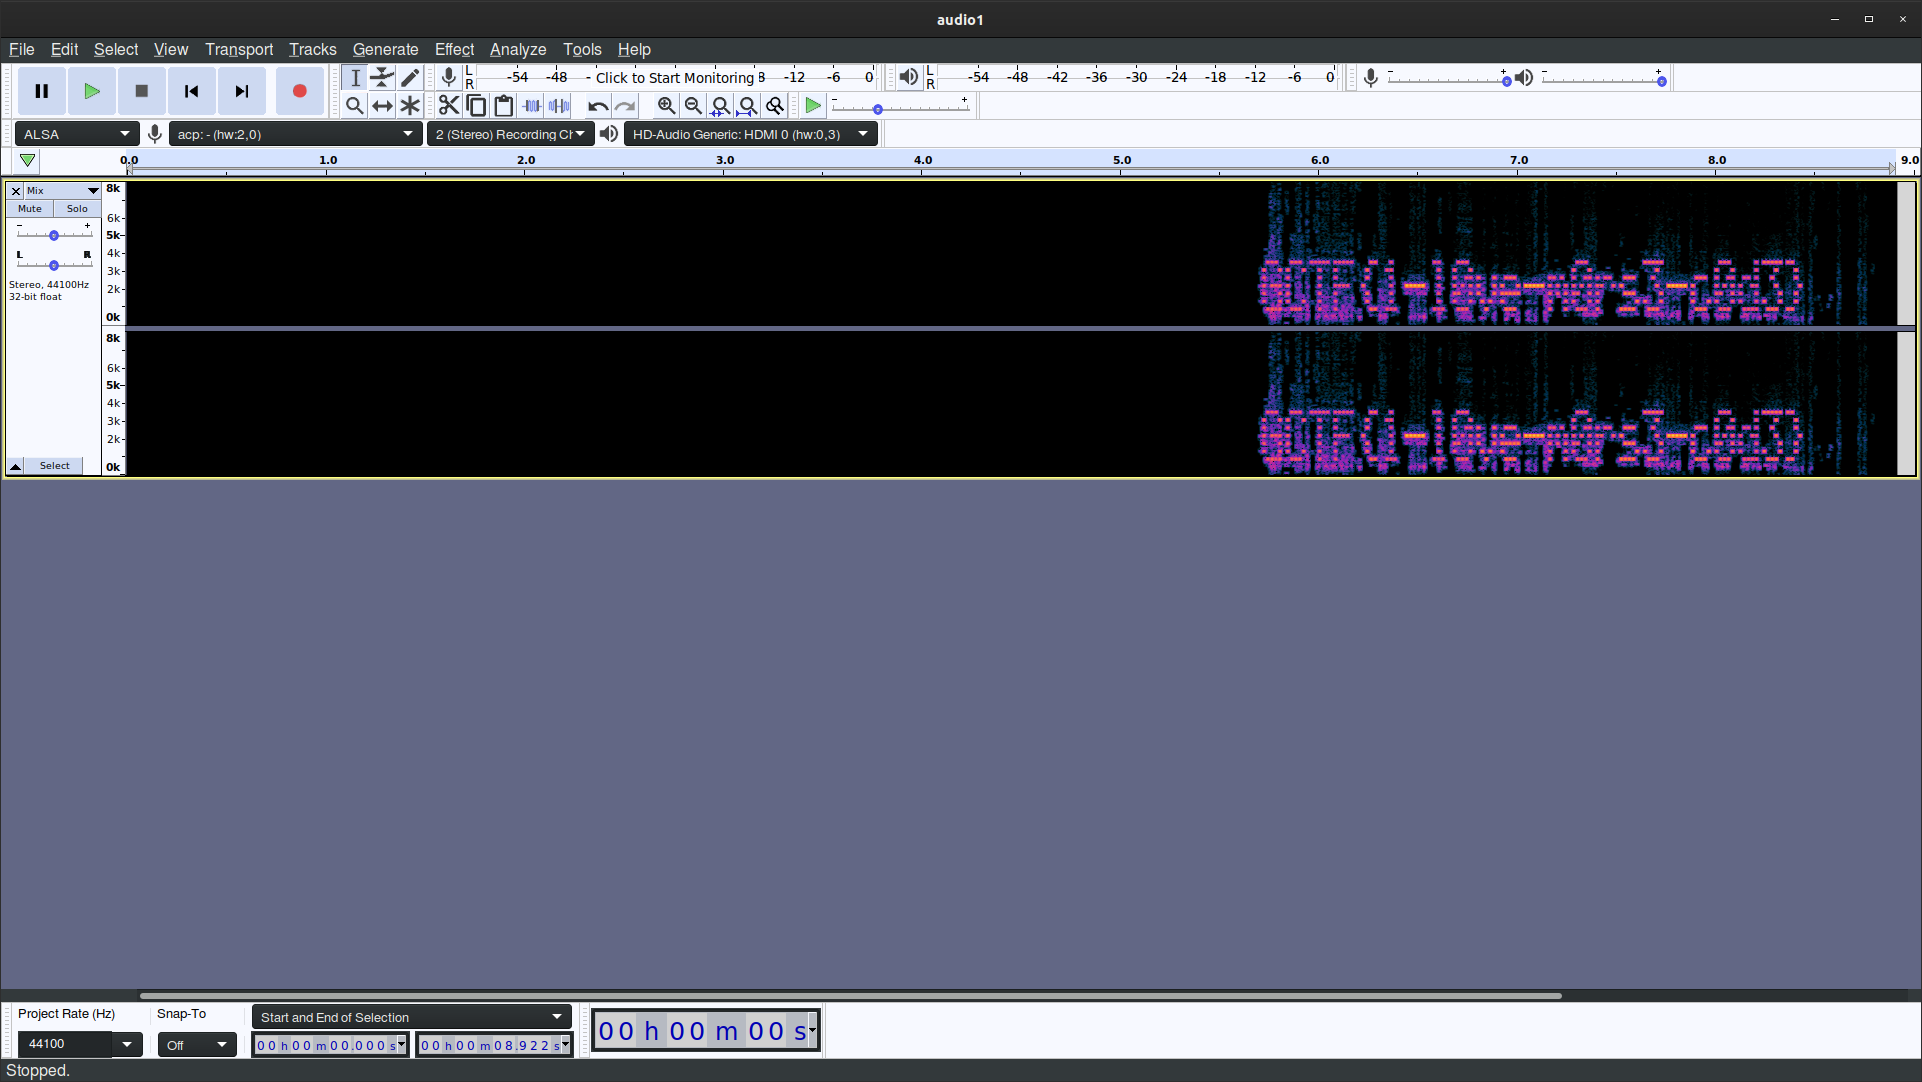 audio1
File Edit Select View Transport Tracks Generate Effect Analyze Tools Help
L R -54 -48 - Click to Start Monitoring 8 -12 -6 0 L R -54 -48 -42 -36 -30 -24 -18 -12 -6 0 - + - +
- +
ALSA acp: - (hw:2,0) 2 (Stereo) Recording Ch HD-Audio Generic: HDMI 0 (hw:0,3)
0.0 1.0 2.0 3.0 4.0 5.0 6.0 7.0 8.0 9.0
x Mix 8k
Mute Solo
- + 6k
5k
L R 4k
3k
Stereo, 44100Hz 2k
32-bit float
0k
8k
6k
5k
4k
3k
2k
Select 0k
Project Rate (Hz) Snap-To Start and End of Selection
44100 Off 00 h 00 m 00.000 s 00 h 00 m 08.922 s 00 h 00 m 00 s
Stopped.